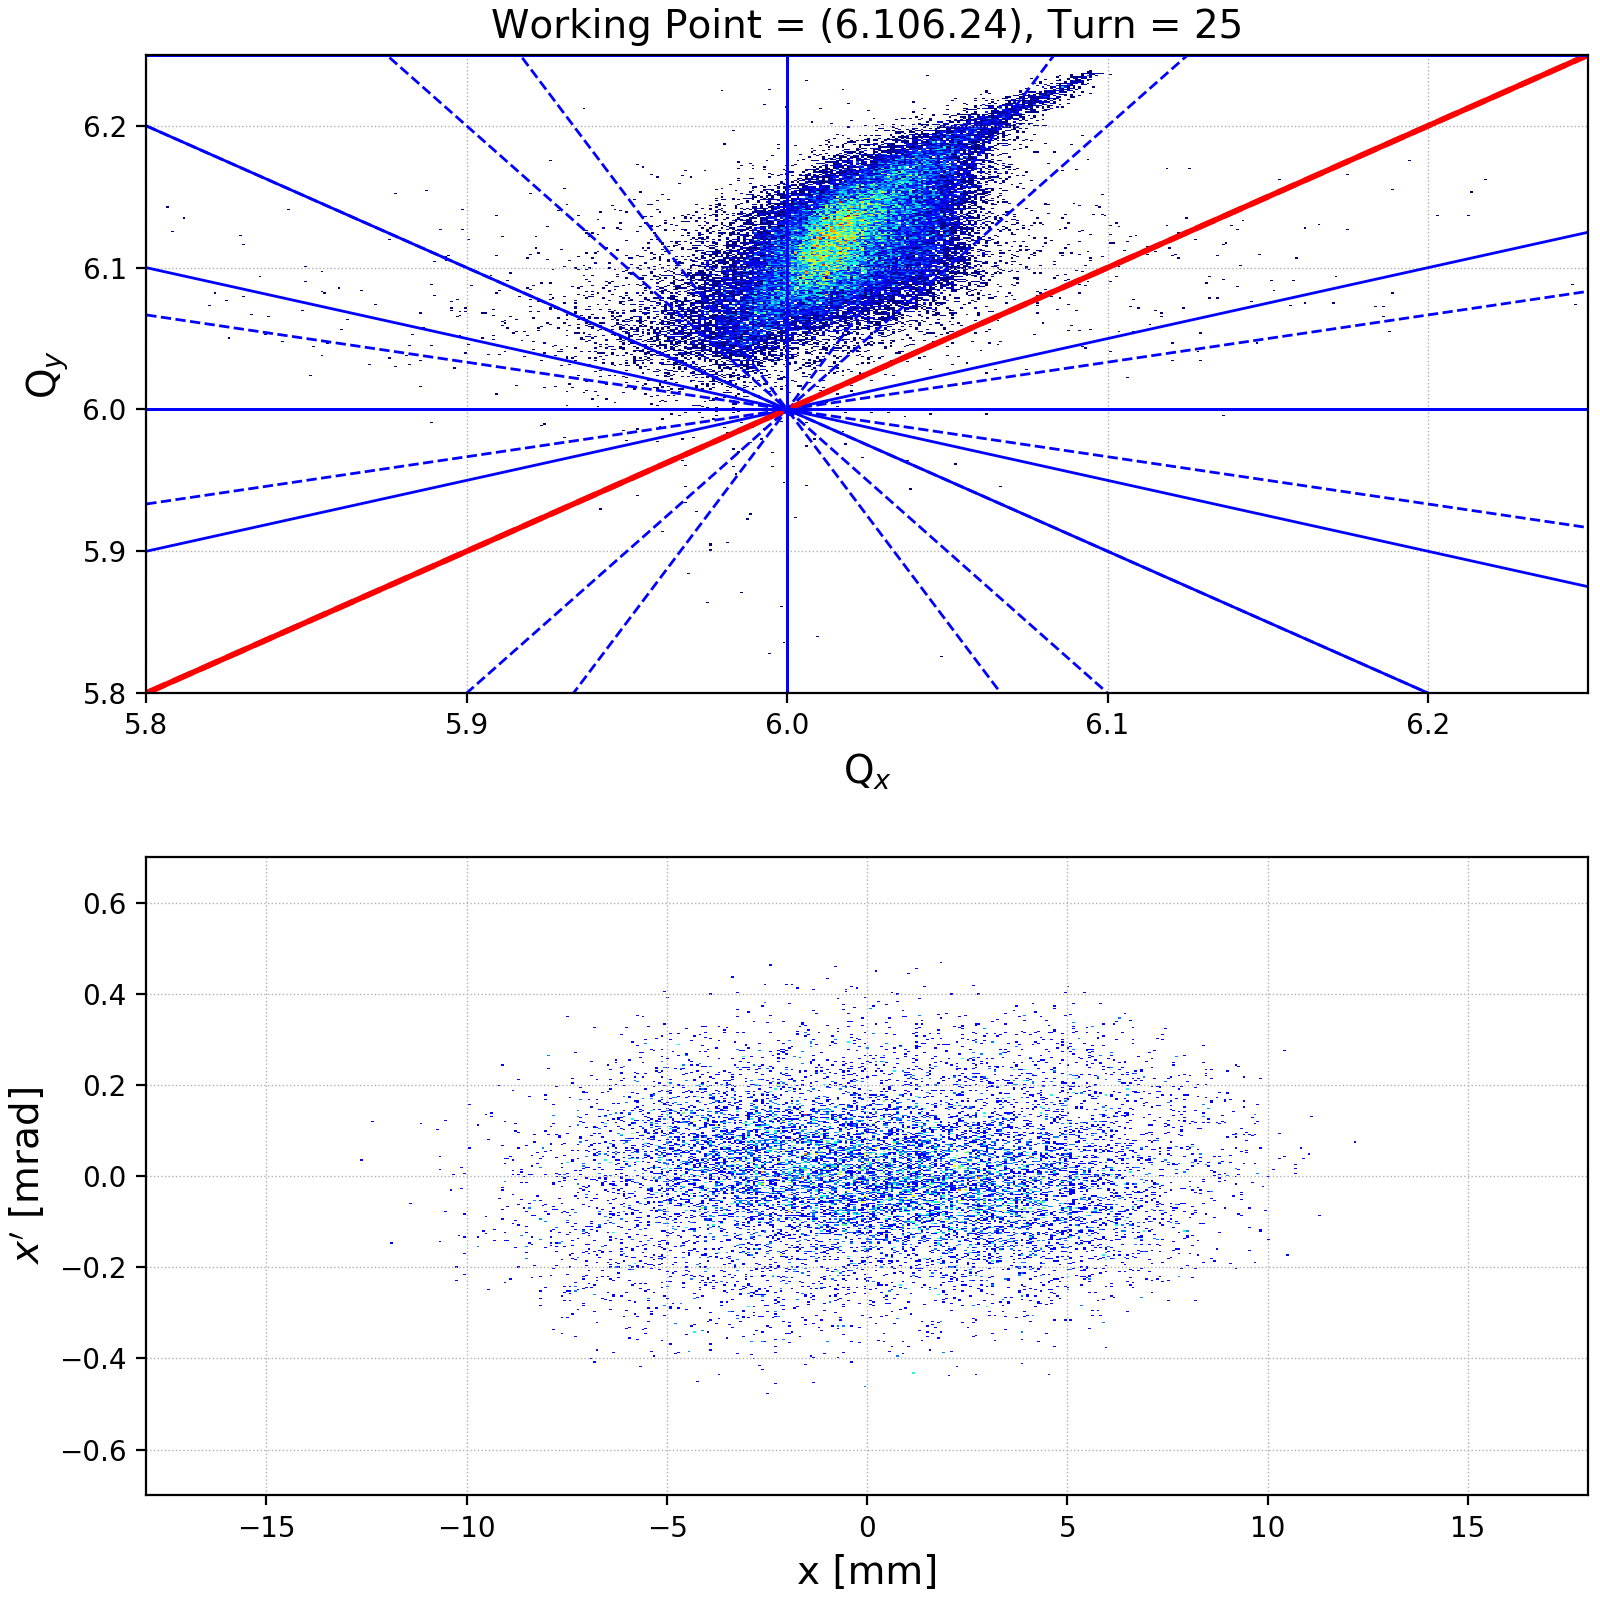 Working Point = (6.106.24), Turn = 25
6.2
6.1
6.0
5.9
5.8
Q_y
5.8 5.9 6.0 6.1 6.2
Q_x
0.6
0.4
0.2
0.0
−0.2
−0.4
−0.6
x′ [mrad]
−15 −10 −5 0 5 10 15
x [mm]